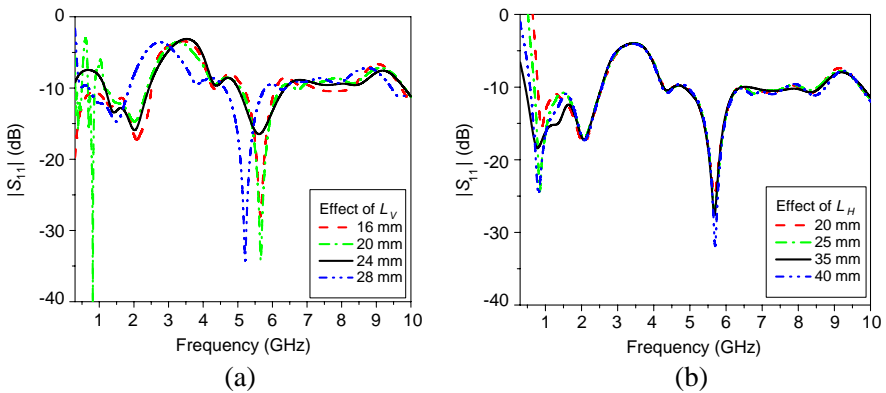 0
-10
-20
-30
-40
|S11| (dB)
1 2 3 4 5 6 7 8 9 10
Frequency (GHz)
Effect of LV
16 mm
20 mm
24 mm
28 mm
(a)
0
-10
-20
-30
-40
|S11| (dB)
1 2 3 4 5 6 7 8 9 10
Frequency (GHz)
Effect of LH
20 mm
25 mm
35 mm
40 mm
(b)